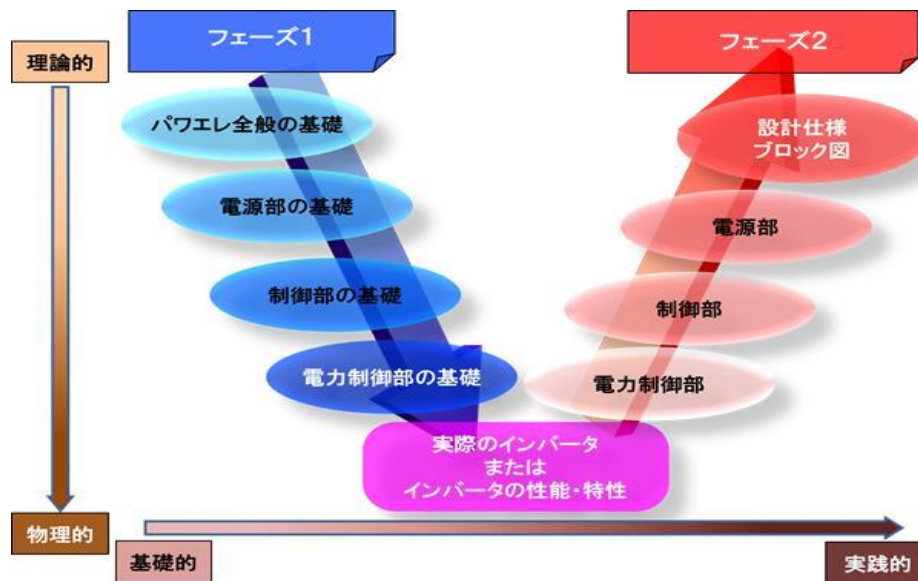 フェーズ1
フェーズ2
理論的
パワエレ全般の基礎
設計仕様
ブロック図
電源部の基礎
電源部
制御部の基礎
制御部
電力制御部の基礎
電力制御部
実際のインバータ
または
インバータの性能・特性
物理的
基礎的
実践的